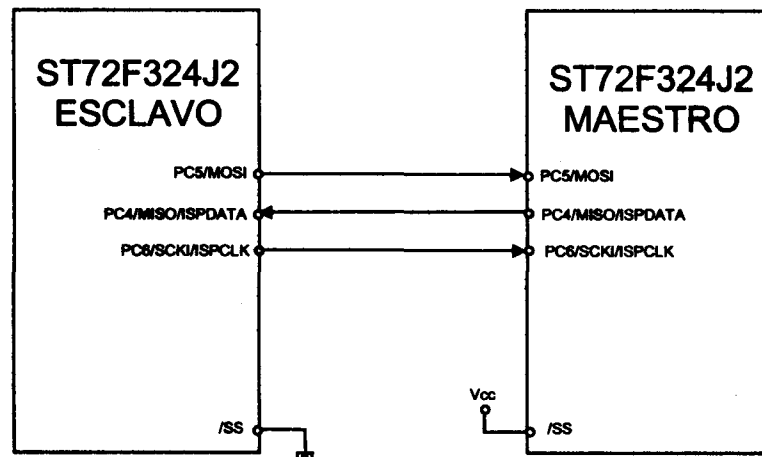 ST72F324J2
ESCLAVO
PC5/MOSI
PC4/MISO/ISPDATA
PC6/SCKI/ISPCLK
/SS
ST72F324J2
MAESTRO
PC5/MOSI
PC4/MISO/ISPDATA
PC6/SCKI/ISPCLK
Vcc
/SS